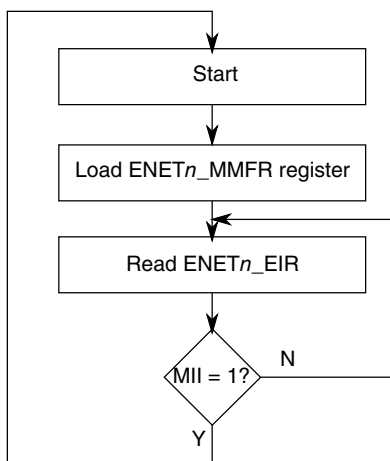 Start
Load ENETn_MMFR register
Read ENETn_EIR
MII = 1?
N
Y